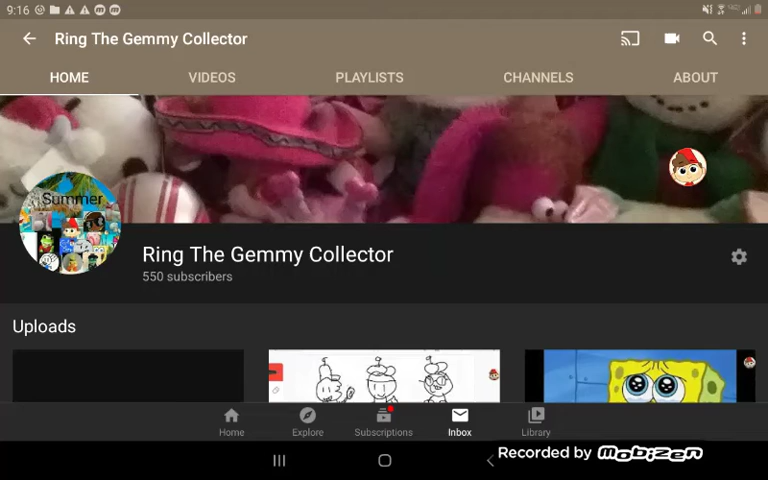 9:16
Ring The Gemmy Collector
HOME VIDEOS PLAYLISTS CHANNELS ABOUT
Summer
Ring The Gemmy Collector
550 subscribers
Uploads
Home Explore Subscriptions Inbox Library
Recorded by mobizen